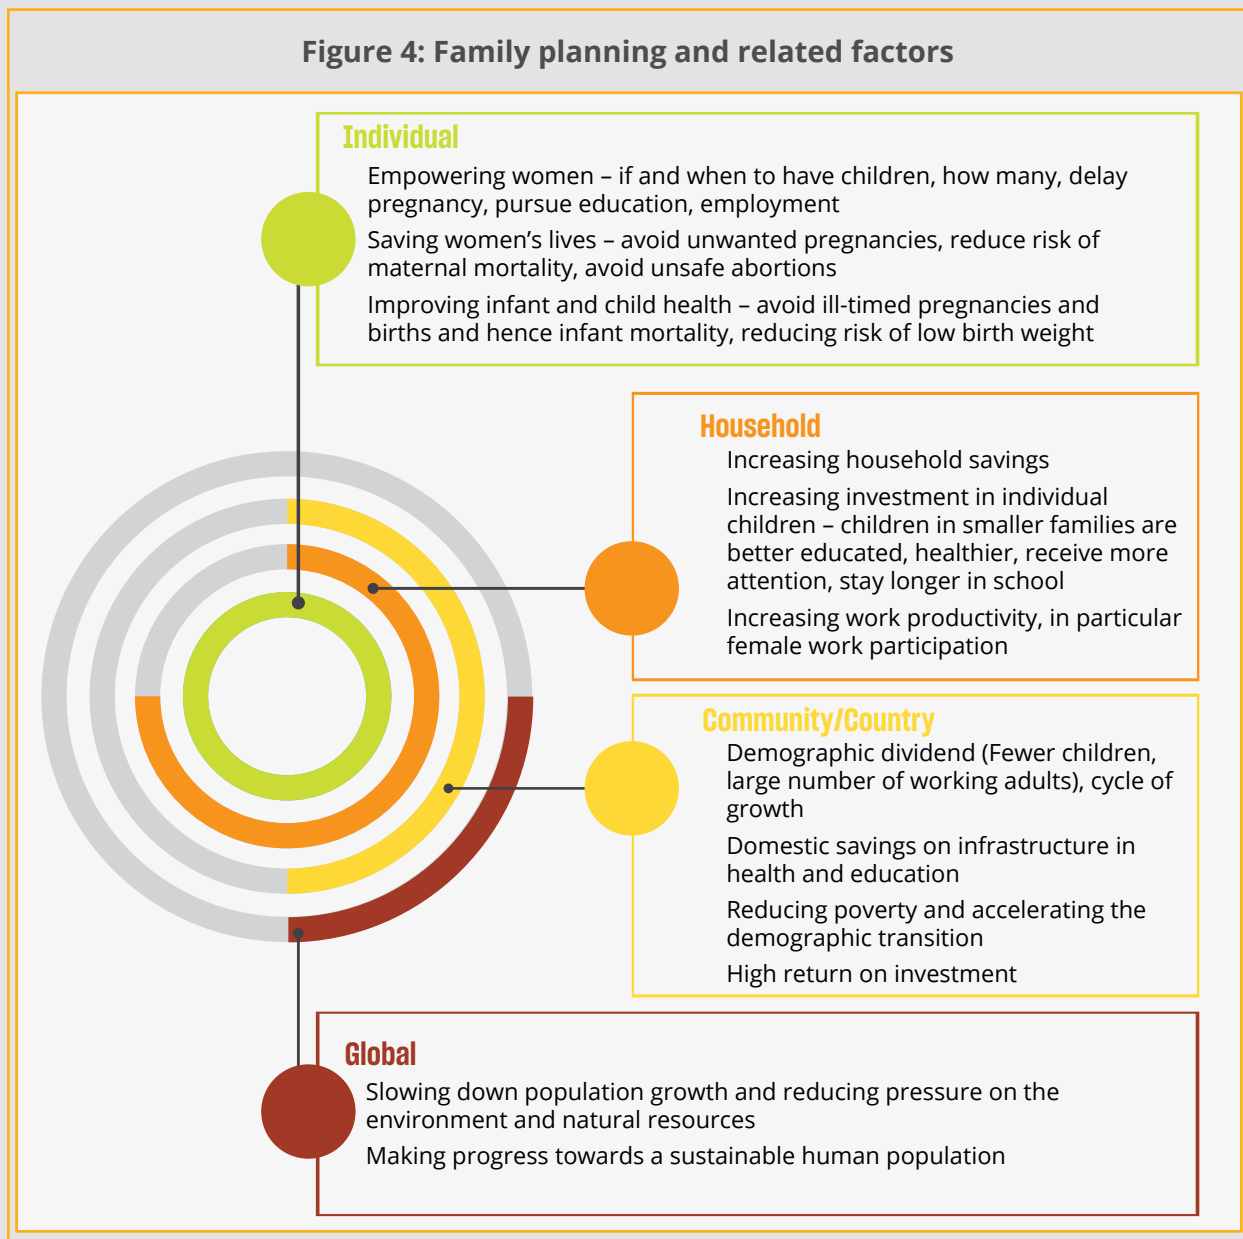 Figure 4: Family planning and related factors
Individual
Empowering women – if and when to have children, how many, delay
pregnancy, pursue education, employment
Saving women’s lives – avoid unwanted pregnancies, reduce risk of
maternal mortality, avoid unsafe abortions
Improving infant and child health – avoid ill-timed pregnancies and
births and hence infant mortality, reducing risk of low birth weight
Household
Increasing household savings
Increasing investment in individual
children – children in smaller families are
better educated, healthier, receive more
attention, stay longer in school
Increasing work productivity, in particular
female work participation
Community/Country
Demographic dividend (Fewer children,
large number of working adults), cycle of
growth
Domestic savings on infrastructure in
health and education
Reducing poverty and accelerating the
demographic transition
High return on investment
Global
Slowing down population growth and reducing pressure on the
environment and natural resources
Making progress towards a sustainable human population